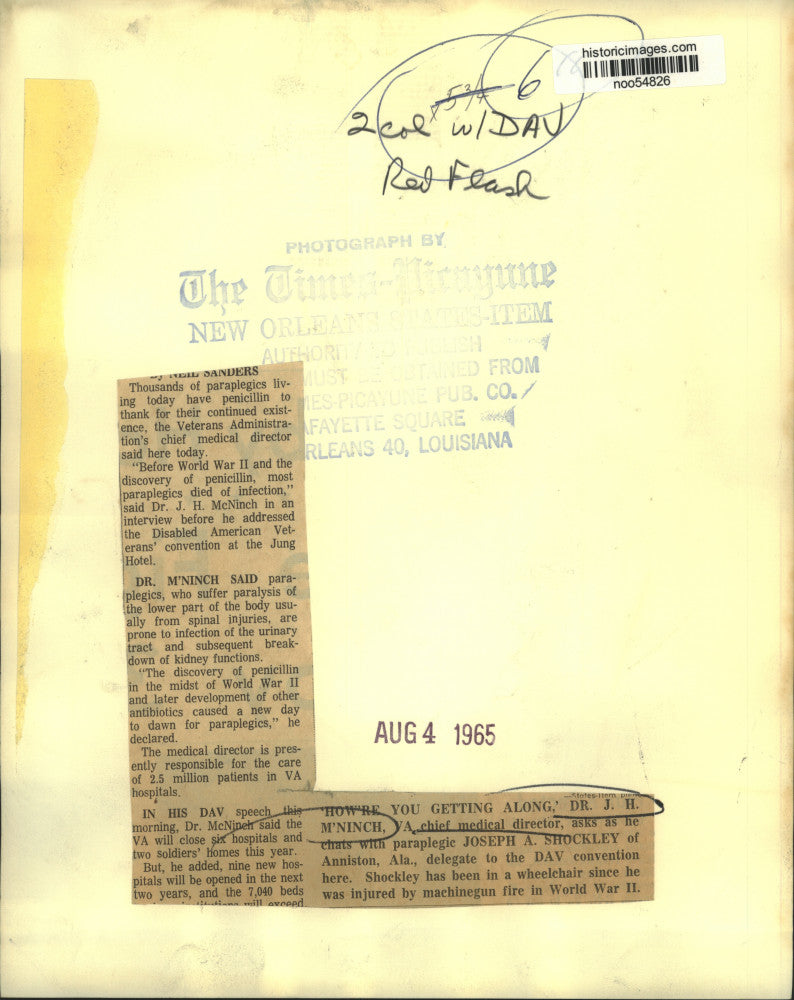 historicimages.com
noo54826
5 3/4 6
2 col w/DAV
Red Flash
PHOTOGRAPH BY
The Times-Picayune
NEW ORLEANS STATES-ITEM
AUTHORITY TO PUBLISH
MUST BE OBTAINED FROM
MES-PICAYUNE PUB. CO.
AFAYETTE SQUARE
RLEANS 40, LOUISIANA
By NEIL SANDERS
Thousands of paraplegics liv-
ing today have penicillin to
thank for their continued exist-
ence, the Veterans Administra-
tion's chief medical director
said here today.
"Before World War II and the
discovery of penicillin, most
paraplegics died of infection,"
said Dr. J. H. McNinch in an
interview before he addressed
the Disabled American Vet-
erans' convention at the Jung
Hotel.
DR. M'NINCH SAID para-
plegics, who suffer paralysis of
the lower part of the body usu-
ally from spinal injuries, are
prone to infection of the urinary
tract and subsequent break-
down of kidney functions.
"The discovery of penicillin
in the midst of World War II
and later development of other
antibiotics caused a new day
to dawn for paraplegics," he
declared.
The medical director is pres-
ently responsible for the care
of 2.5 million patients in VA
hospitals.
IN HIS DAV speech this
morning, Dr. McNinch said the
VA will close six hospitals and
two soldiers' homes this year.
But, he added, nine new hos-
pitals will be opened in the next
two years, and the 7,040 beds
will exceed
AUG 4 1965
—States-Item
'HOW'RE YOU GETTING ALONG,' DR. J. H.
M'NINCH, VA chief medical director, asks as he
chats with paraplegic JOSEPH A. SHOCKLEY of
Anniston, Ala., delegate to the DAV convention
here. Shockley has been in a wheelchair since he
was injured by machinegun fire in World War II.